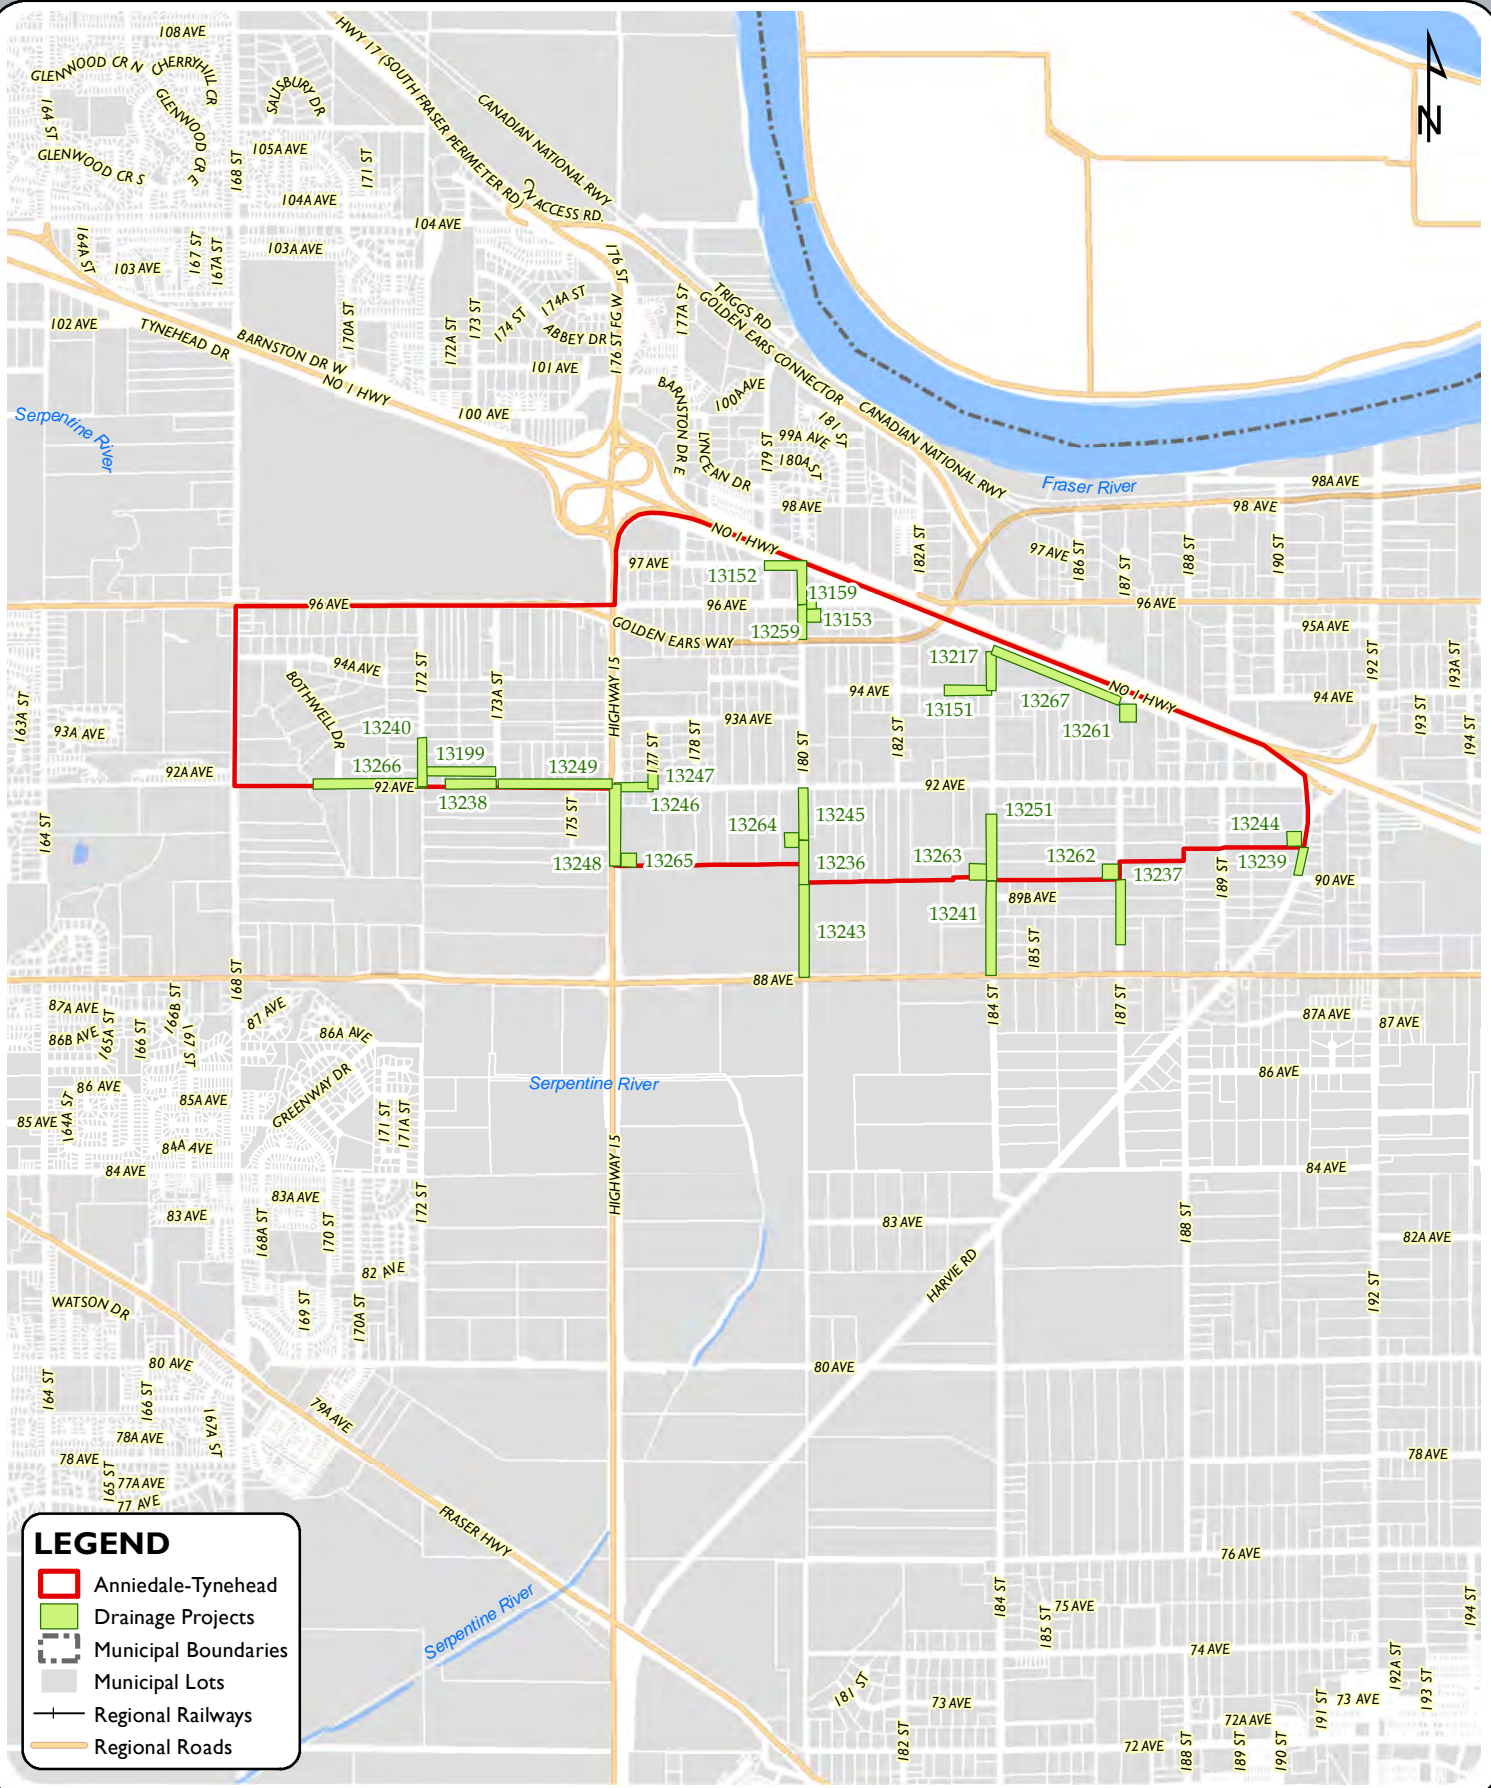 108 AVE
HWY 17 (SOUTH FRASER PERIMETER RD)
GLENWOOD CR N
CHERRYHILL CR
SALISBURY DR
GLENWOOD CR E
CANADIAN NATIONAL RWY
164 ST
105A AVE
GLENWOOD CR S
168 ST
171 ST
104A AVE
ACCESS RD.
104 AVE
164A ST
167 ST
167A ST
103A AVE
103 AVE
176 ST
174A ST
177A ST
TRIGGS RD
GOLDEN EARS CONNECTOR
102 AVE
TYNEHEAD DR
BARNSTON DR W
170A ST
172A ST
173 ST
174 ST
ABBEY DR
176 ST FG W
101 AVE
NO 1 HWY
100 AVE
BARNSTON DR E
100A AVE
CANADIAN NATIONAL RWY
Serpentine River
LYNCEAN DR
179 ST
99A AVE
181 ST
180A ST
Fraser River
98A AVE
98 AVE
98 AVE
NO 1 HWY
182A ST
97 AVE
97 AVE
186 ST
187 ST
188 ST
190 ST
13152
13159
96 AVE
96 AVE
96 AVE
13153
13259
GOLDEN EARS WAY
95A AVE
94A AVE
172 ST
173A ST
HIGHWAY 15
13217
192 ST
193A ST
BOTHWELL DR
94 AVE
13151
13267
NO 1 HWY
94 AVE
163A ST
93A AVE
13240
93A AVE
178 ST
177 ST
180 ST
182 ST
13261
193 ST
194 ST
92A AVE
13266
13199
13249
13247
92 AVE
92 AVE
13238
175 ST
13246
164 ST
13264
13245
13251
13244
13248
13265
13236
13263
13262
13237
13239
189 ST
90 AVE
89B AVE
13243
13241
185 ST
168 ST
88 AVE
87A AVE
166B ST
87 AVE
184 ST
187 ST
87A AVE
87 AVE
86B AVE
165A ST
166 ST
167 ST
86A AVE
86 AVE
86 AVE
Serpentine River
GREENWAY DR
85A AVE
85 AVE
164A ST
171 ST
171A ST
84A AVE
84 AVE
HIGHWAY 15
84 AVE
83A AVE
172 ST
83 AVE
168A ST
170 ST
83 AVE
188 ST
82A AVE
82 AVE
HARVIE RD
192 ST
WATSON DR
169 ST
170A ST
80 AVE
80 AVE
164 ST
166 ST
79A AVE
167A ST
78A AVE
78 AVE
78 AVE
165 ST
77A AVE
77 AVE
FRASER HWY
76 AVE
LEGEND
Anniedale-Tynehead
Drainage Projects
Municipal Boundaries
Municipal Lots
Regional Railways
Regional Roads
Serpentine River
184 ST
185 ST
75 AVE
194 ST
74 AVE
181 ST
192A ST
193 ST
73 AVE
191 ST
73 AVE
72A AVE
182 ST
72 AVE
188 ST
189 ST
190 ST
N